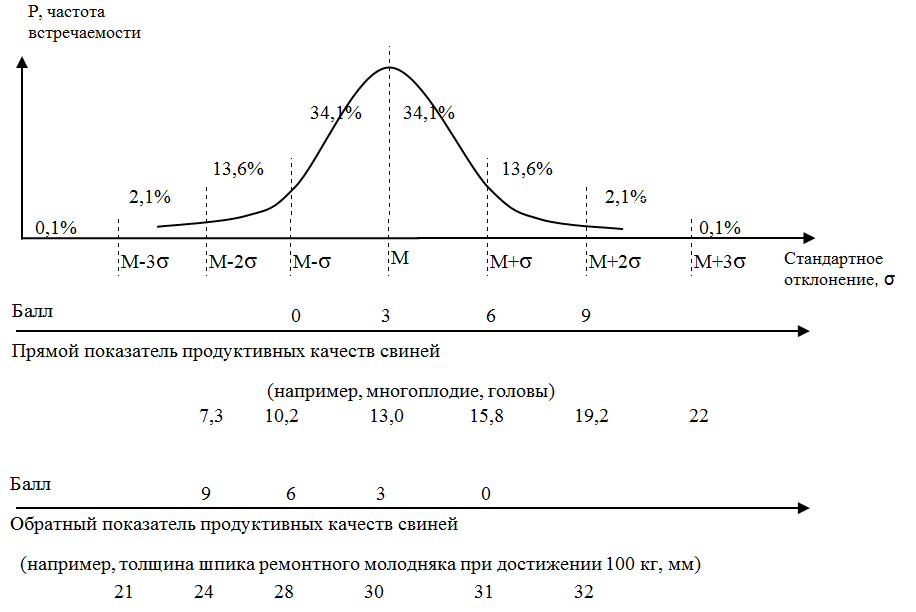 P, частота
встречаемости
34,1% 34,1%
13,6% 13,6%
2,1% 2,1%
0,1% 0,1%
М-3σ М-2σ М-σ М М+σ М+2σ М+3σ
Стандартное
отклонение, σ
Балл
0 3 6 9
Прямой показатель продуктивных качеств свиней
(например, многоплодие, головы)
7,3 10,2 13,0 15,8 19,2 22
Балл
9 6 3 0
Обратный показатель продуктивных качеств свиней
(например, толщина шпика ремонтного молодняка при достижении 100 кг, мм)
21 24 28 30 31 32